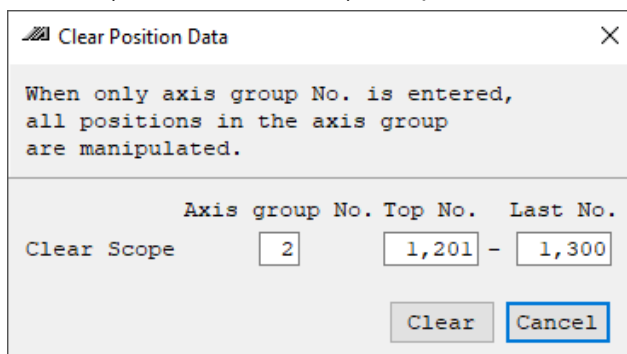 Clear Position Data
When only axis group No. is entered,
all positions in the axis group
are manipulated.
Axis group No. Top No. Last No.
Clear Scope 2 1,201 - 1,300
Clear Cancel